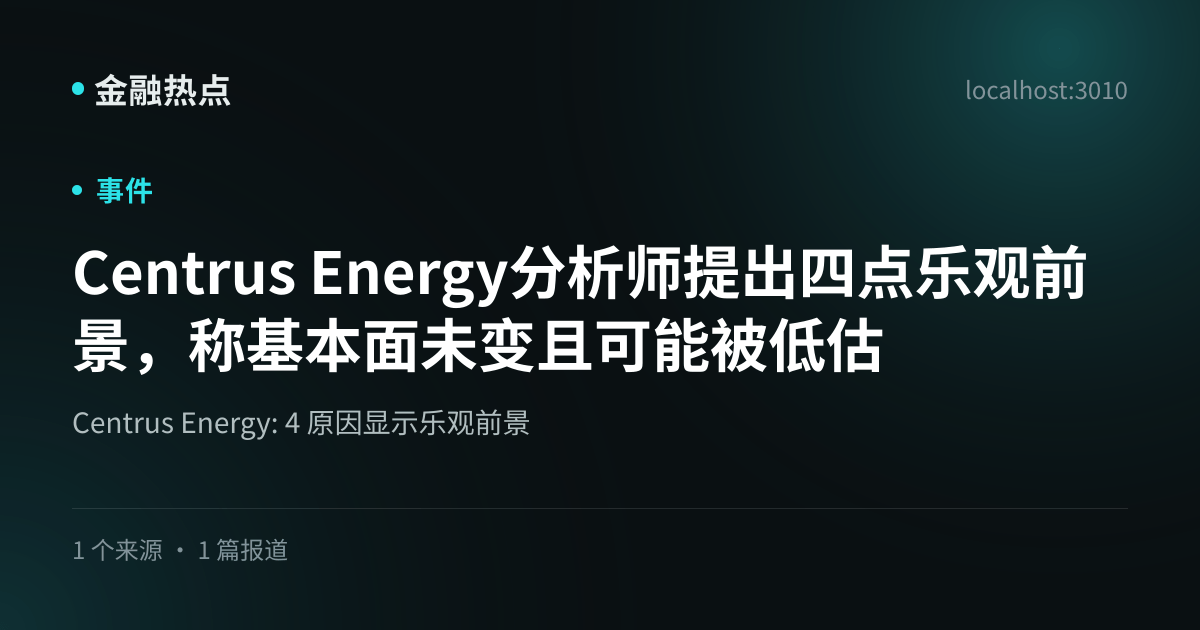 金融热点
localhost:3010
事件
Centrus Energy分析师提出四点乐观前
景，称基本面未变且可能被低估
Centrus Energy: 4 原因显示乐观前景
1 个来源 · 1 篇报道